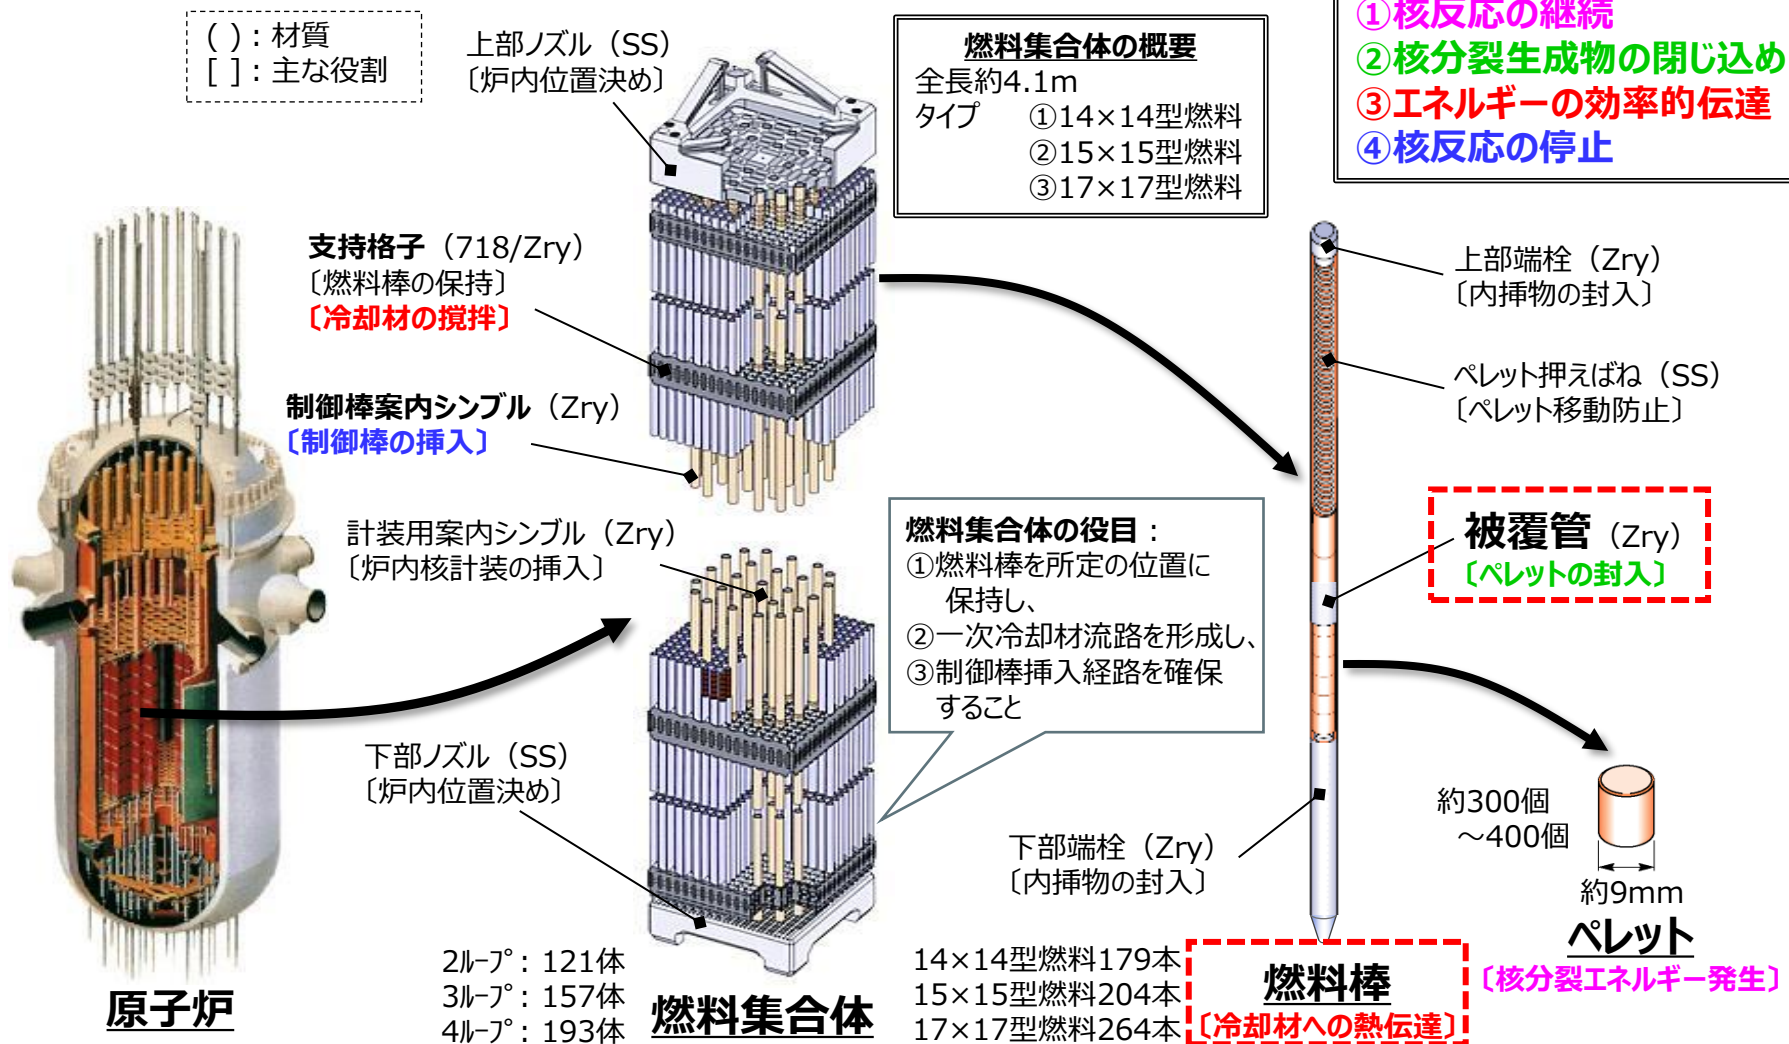 ( )：材質
[ ]：主な役割
上部ノズル（SS）
〔炉内位置決め〕
燃料集合体の概要
全長約4.1m
タイプ ①14×14型燃料
②15×15型燃料
③17×17型燃料
①核反応の継続
②核分裂生成物の閉じ込め
③エネルギーの効率的伝達
④核反応の停止
支持格子（718/Zry）
〔燃料棒の保持〕
〔冷却材の撹拌〕
制御棒案内シンブル（Zry）
〔制御棒の挿入〕
計装用案内シンブル（Zry）
〔炉内核計装の挿入〕
下部ノズル（SS）
〔炉内位置決め〕
燃料集合体の役目：
①燃料棒を所定の位置に
保持し、
②一次冷却材流路を形成し、
③制御棒挿入経路を確保
すること
上部端栓（Zry）
〔内挿物の封入〕
ペレット押えばね（SS）
〔ペレット移動防止〕
被覆管（Zry）
〔ペレットの封入〕
下部端栓（Zry）
〔内挿物の封入〕
約300個
～400個
約9mm
ペレット
〔核分裂エネルギー発生〕
原子炉
2ﾙｰﾌﾟ：121体
3ﾙｰﾌﾟ：157体
4ﾙｰﾌﾟ：193体
燃料集合体
14×14型燃料179本
15×15型燃料204本
17×17型燃料264本
燃料棒
〔冷却材への熱伝達〕